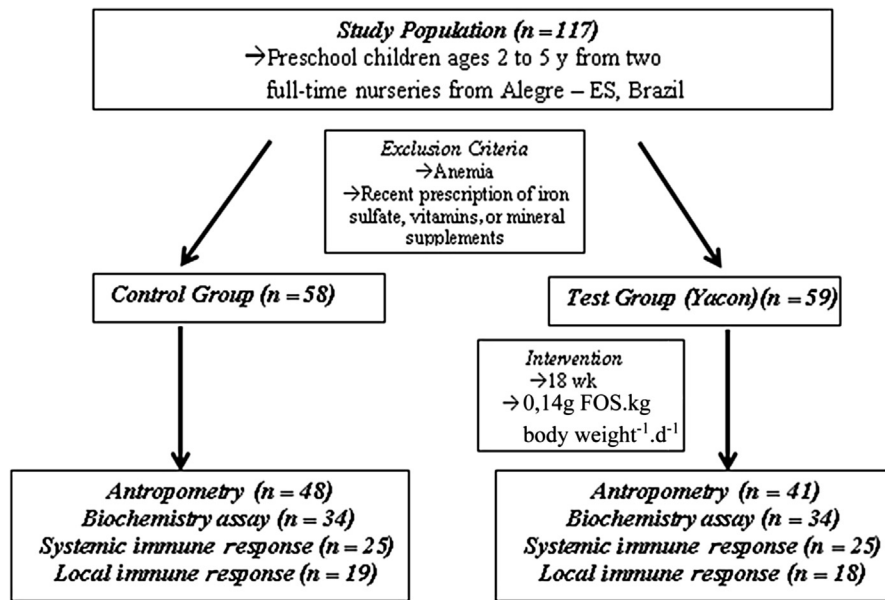 Study Population (n=117)
→Preschool children ages 2 to 5 y from two
full-time nurseries from Alegre – ES, Brazil
Exclusion Criteria
→Anemia
→Recent prescription of iron
sulfate, vitamins, or mineral
supplements
Control Group (n = 58)
Test Group (Yacon)(n = 59)
Intervention
→18 wk
→0,14g FOS.kg
body weight⁻¹.d⁻¹
Antropometry (n = 48)
Biochemistry assay (n = 34)
Systemic immune response (n = 25)
Local immune response (n = 19)
Antropometry (n = 41)
Biochemistry assay (n = 34)
Systemic immune response (n = 25)
Local immune response (n = 18)